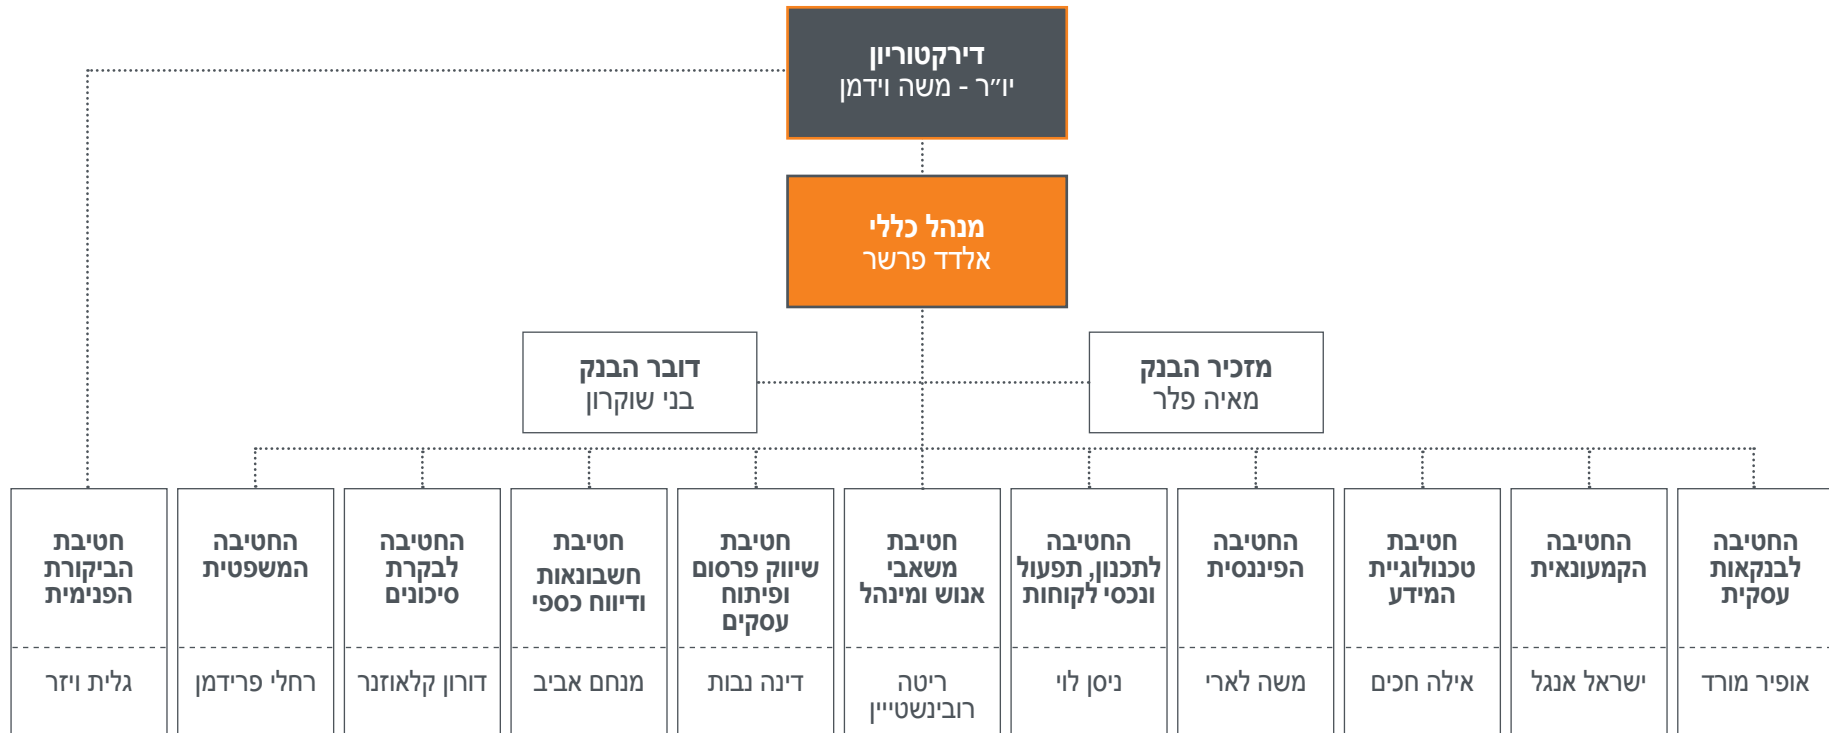 דירקטוריון
יו״ר - משה וידמן
מנהל כללי
אלדד פרשר
מזכיר הבנק
מאיה פלר
דובר הבנק
בני שוקרון
החטיבה
לבנקאות
עסקית
אופיר מורד
החטיבה
הקמעונאית
ישראל אנגל
חטיבת
טכנולוגיית
המידע
אילה חכים
החטיבה
הפיננסית
משה לארי
החטיבה
לתכנון, תפעול
ונכסי לקוחות
ניסן לוי
חטיבת
משאבי
אנוש ומינהל
ריטה
רובינשטייין
חטיבת
שיווק פרסום
ופיתוח
עסקים
דינה נבות
חטיבת
חשבונאות
ודיווח כספי
מנחם אביב
החטיבה
לבקרת
סיכונים
דורון קלאוזנר
החטיבה
המשפטית
רחלי פרידמן
חטיבת
הביקורת
הפנימית
גלית ויזר